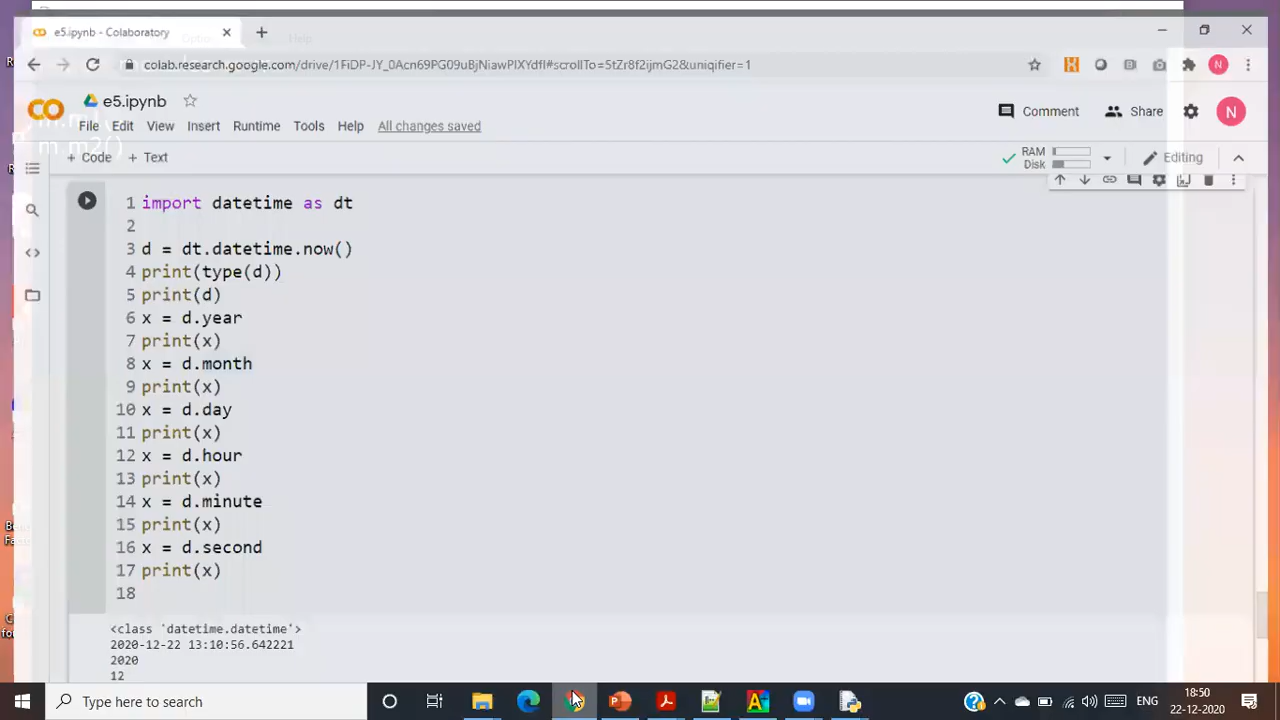 e5.ipynb - Colaboratory
colab.research.google.com/drive/1FiDP-JY_0Acn69PG09uBjNiawPIXYdfI#scrollTo=5tZr8f2ijmG2&uniqifier=1
N
e5.ipynb
Comment
Share
N
m.m1()
m.m2()
File Edit View Insert Runtime Tools Help All changes saved
+ Code + Text
RAM
Disk
Editing
1 import datetime as dt
2
3 d = dt.datetime.now()
4 print(type(d))
5 print(d)
6 x = d.year
7 print(x)
8 x = d.month
9 print(x)
10 x = d.day
11 print(x)
12 x = d.hour
13 print(x)
14 x = d.minute
15 print(x)
16 x = d.second
17 print(x)
18
<class 'datetime.datetime'>
2020-12-22 13:10:56.642221
2020
12
Type here to search
ENG
18:50
22-12-2020